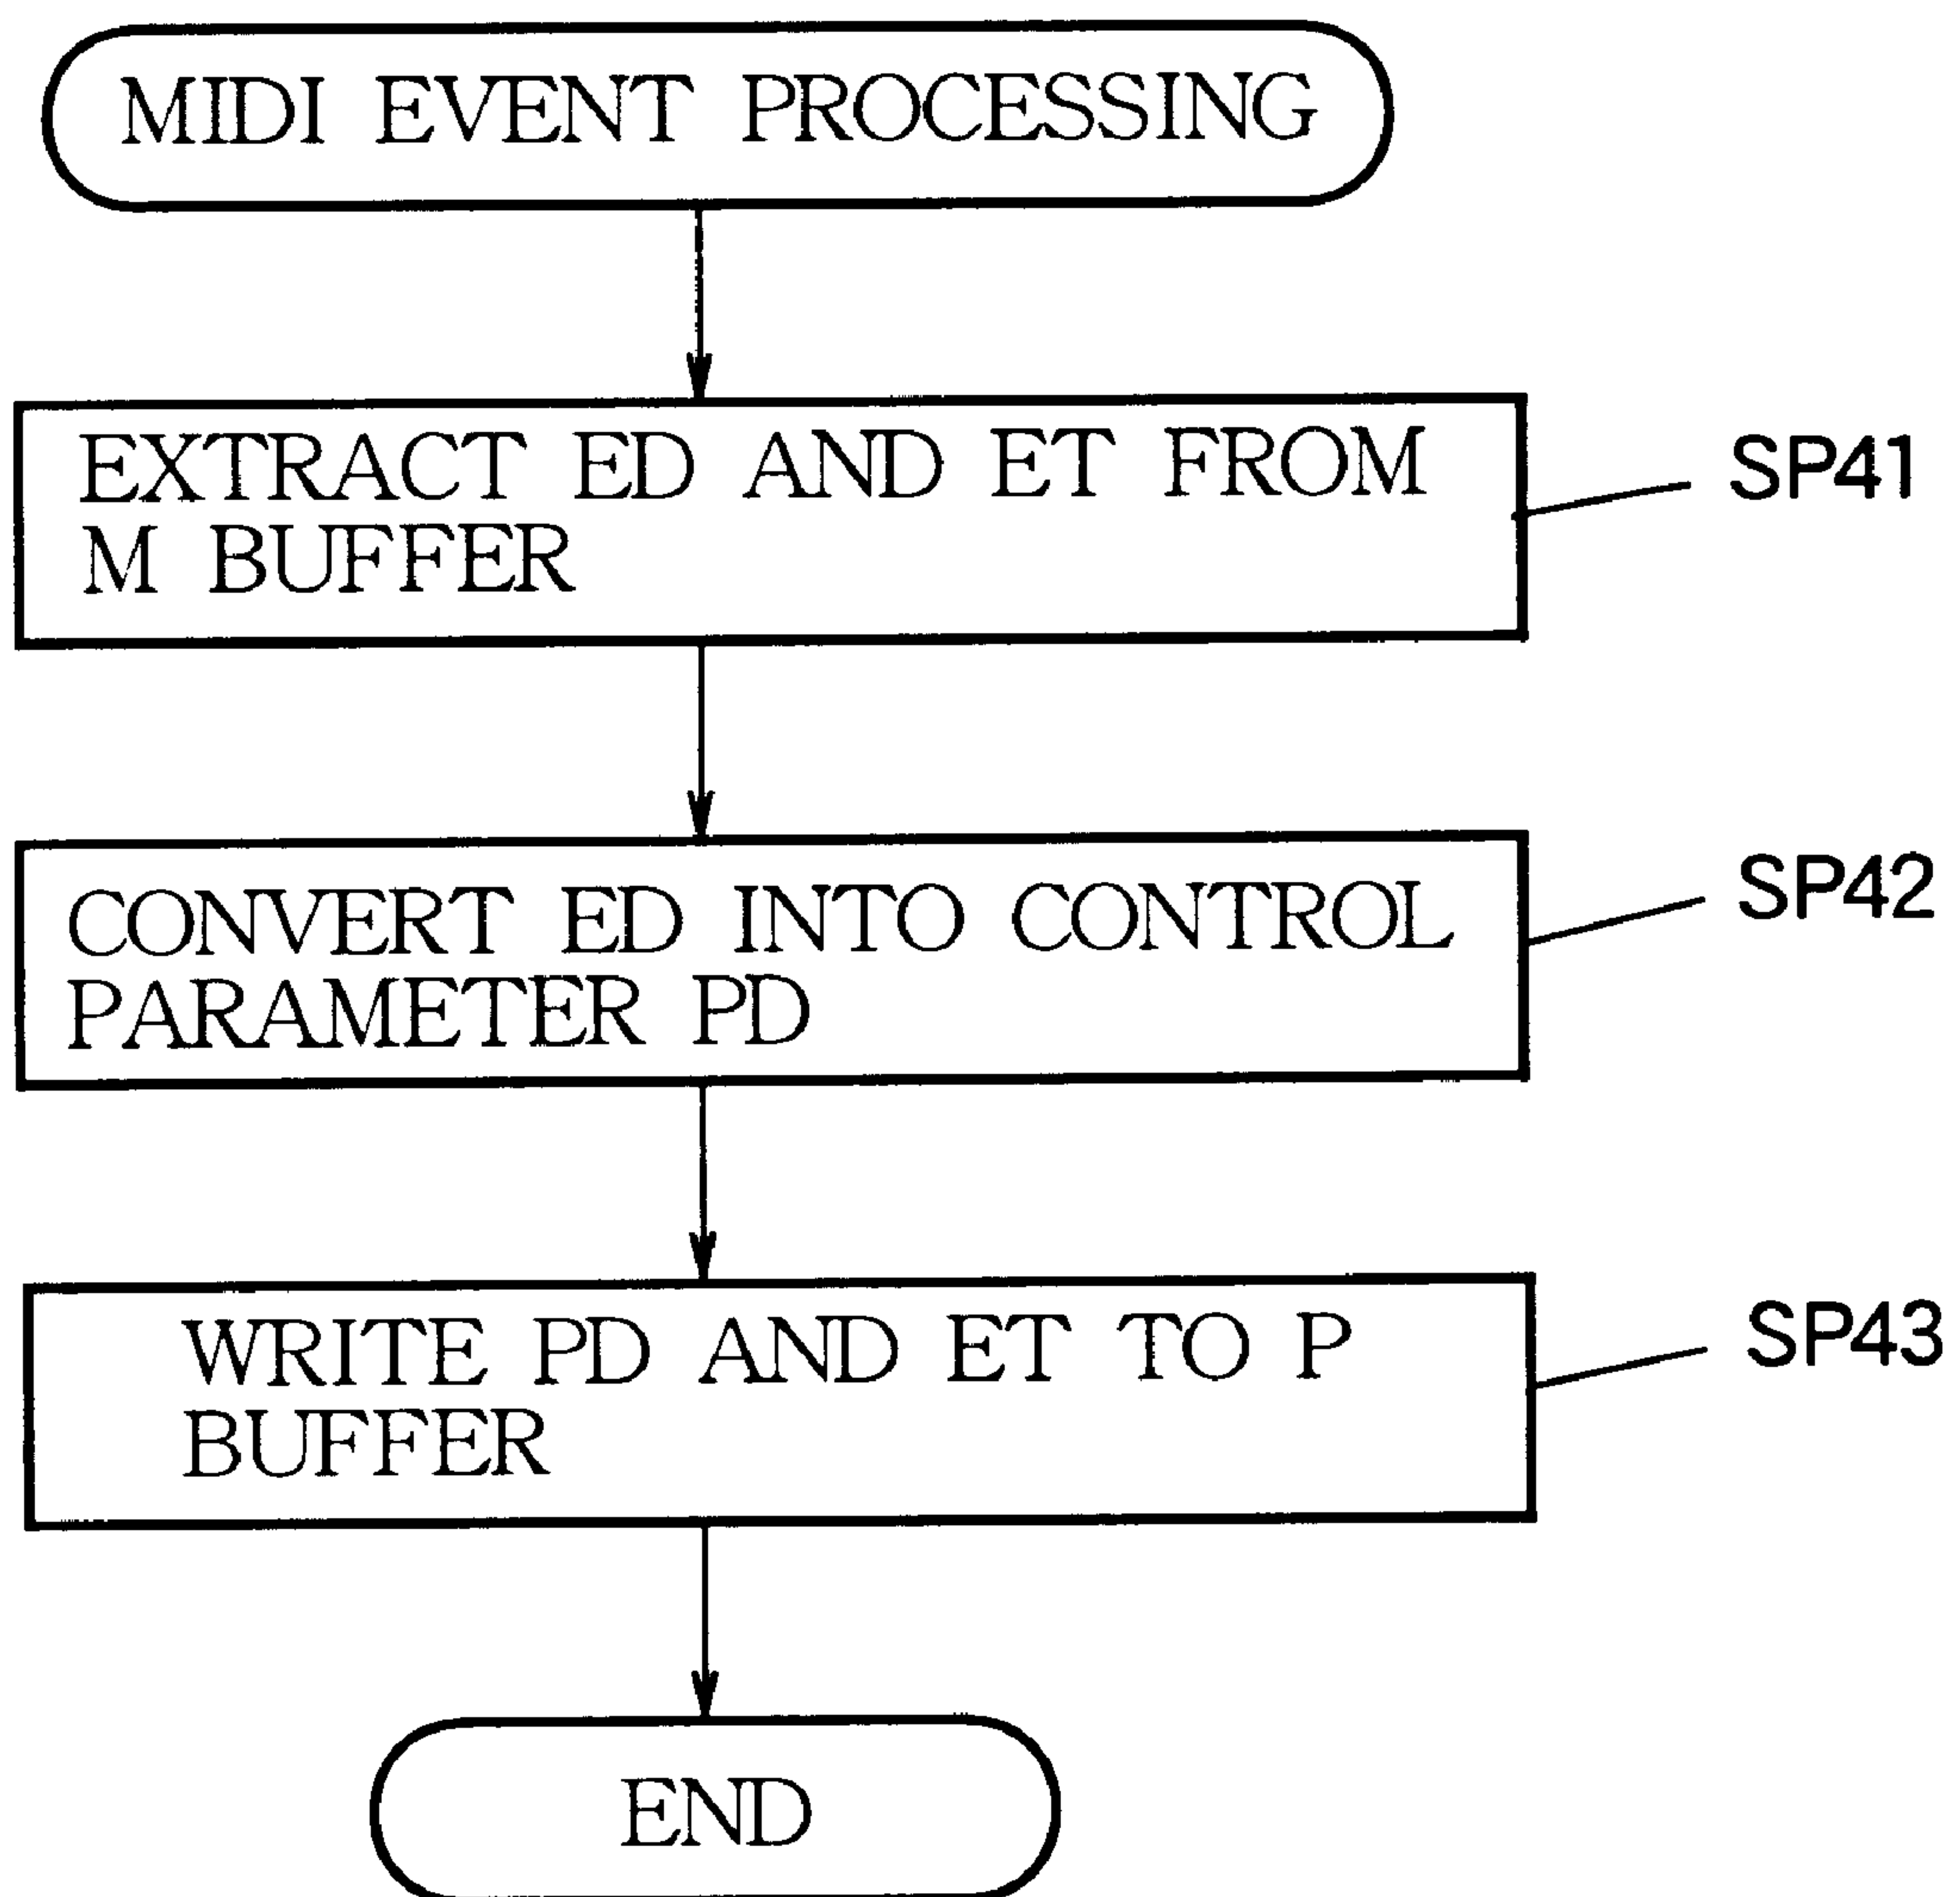 MIDI EVENT PROCESSING
EXTRACT ED AND ET FROM
M BUFFER
SP41
CONVERT ED INTO CONTROL
PARAMETER PD
SP42
WRITE PD AND ET TO P
BUFFER
SP43
END